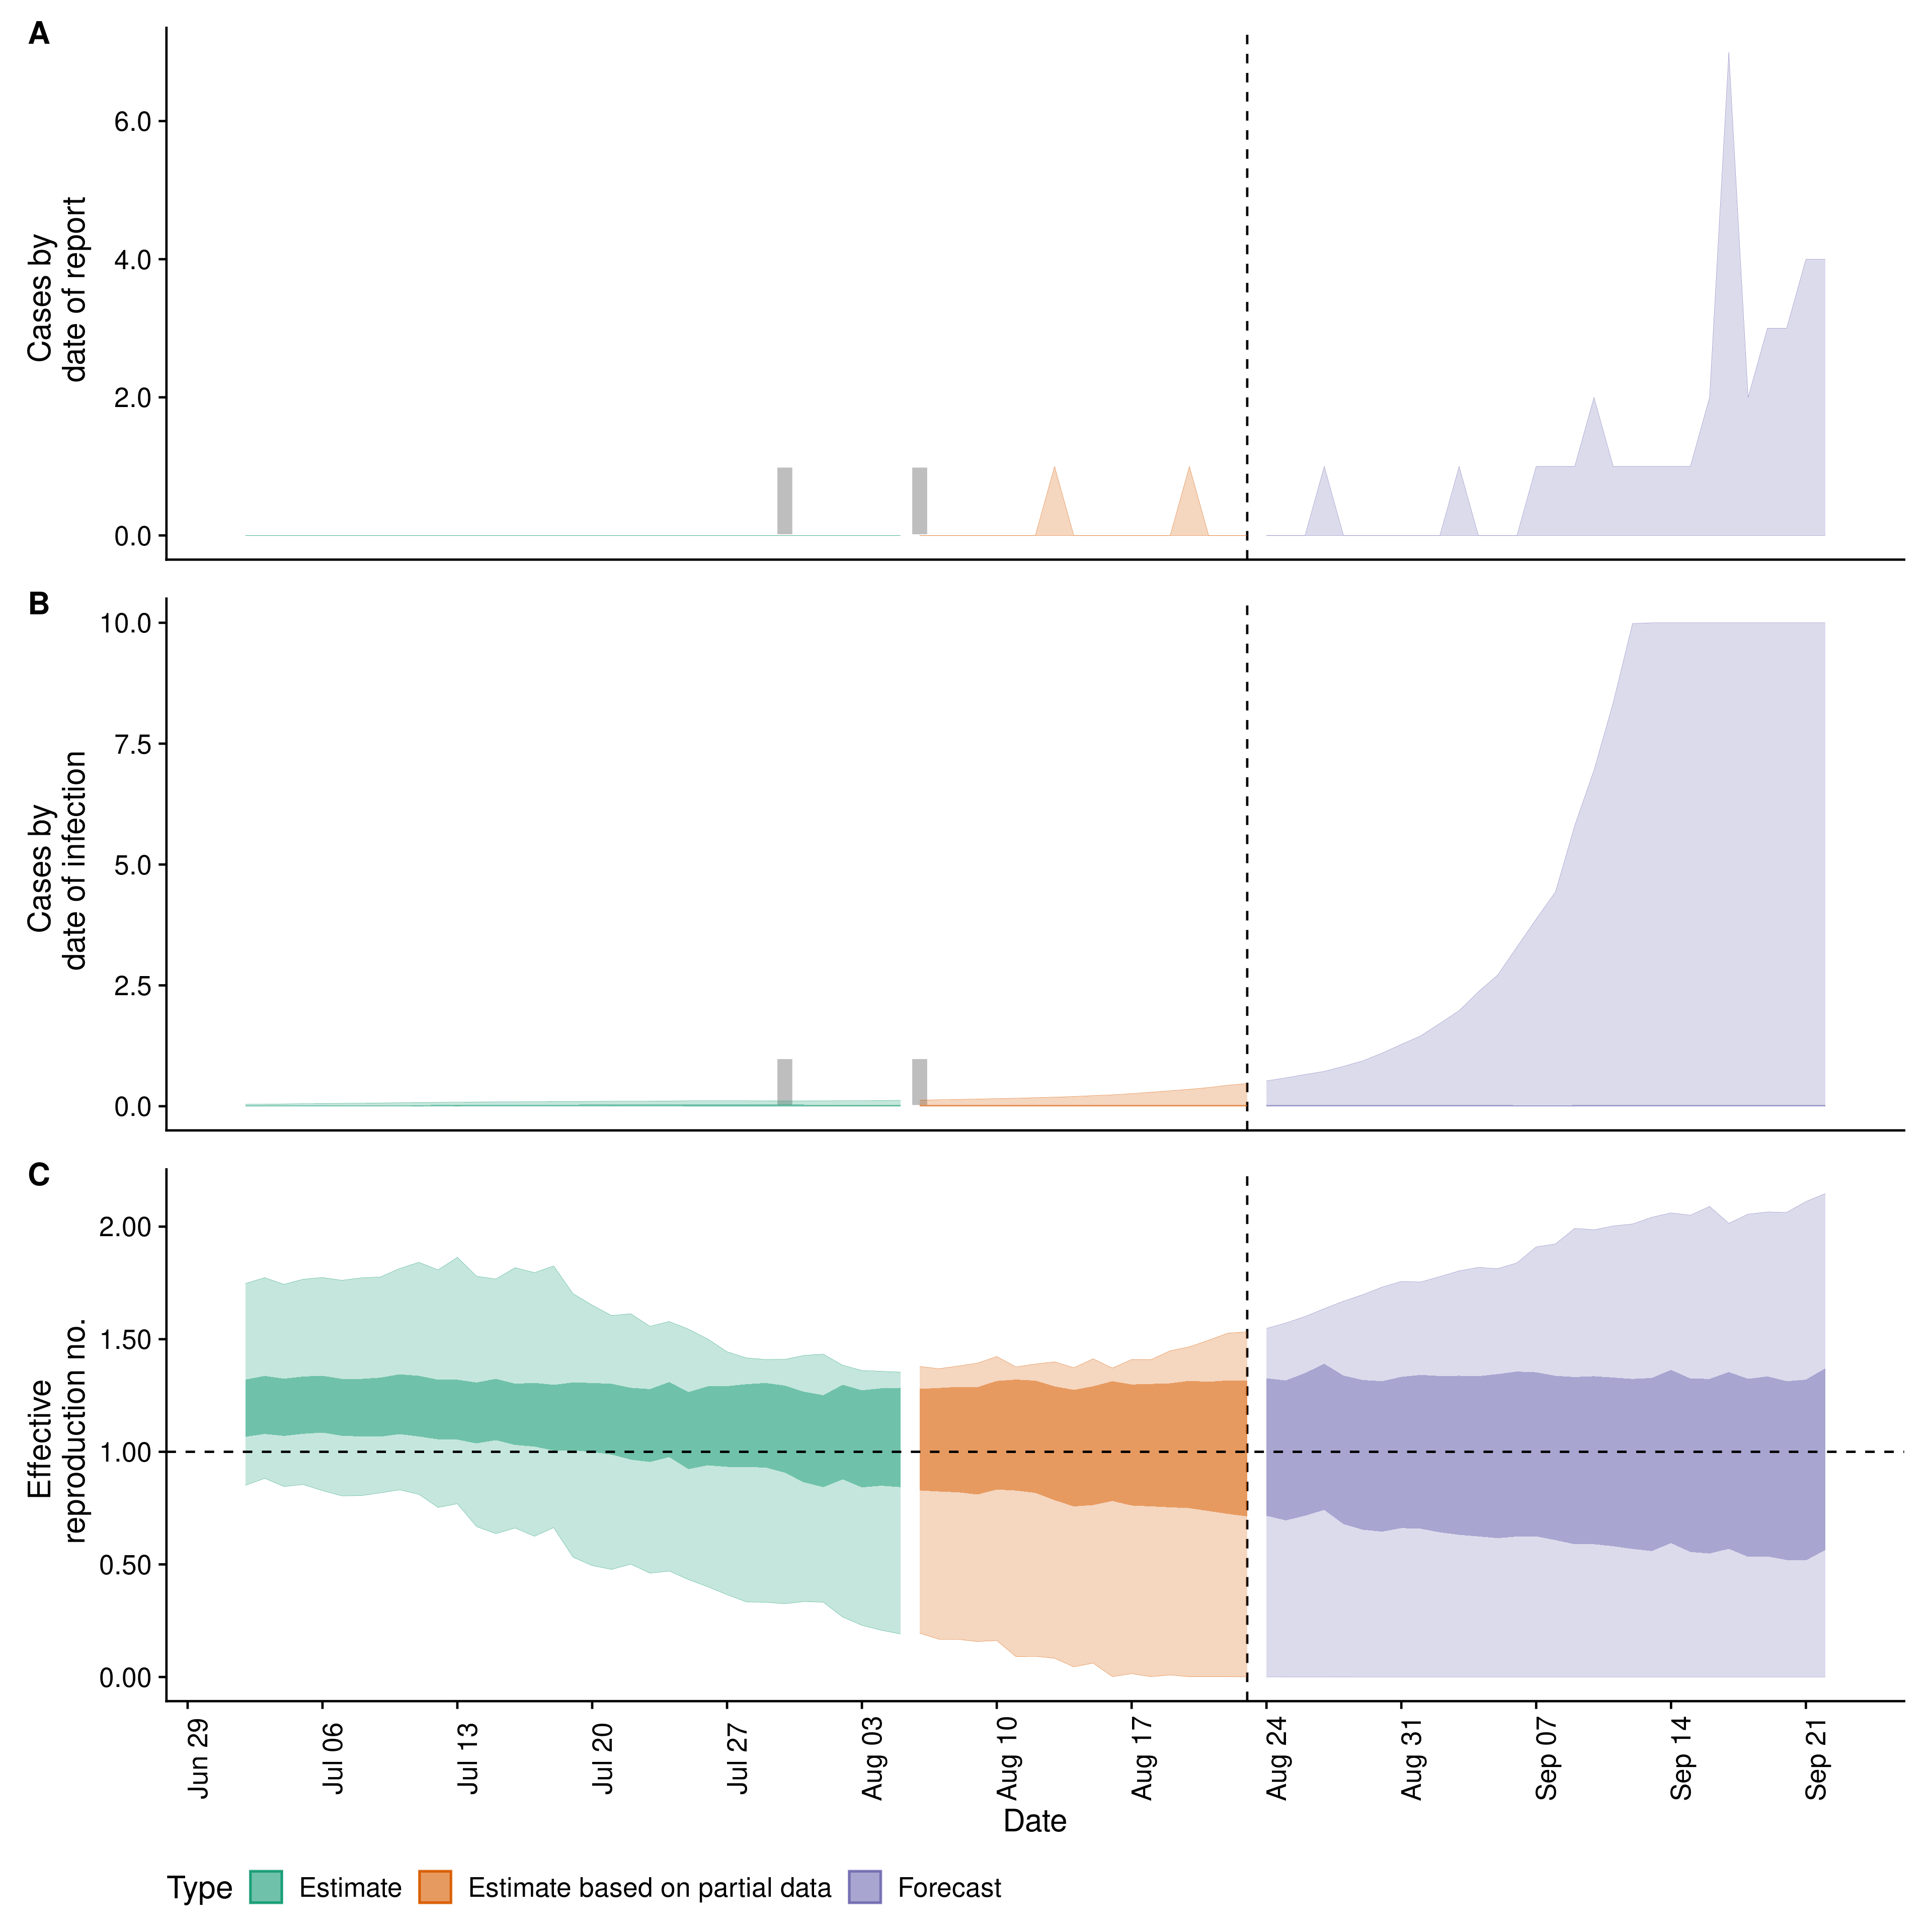 A
Cases by
date of report
6.0
4.0
2.0
0.0
B
Cases by
date of infection
10.0
7.5
5.0
2.5
0.0
C
Effective
reproduction no.
2.00
1.50
1.00
0.50
0.00
Jun 29
Jul 06
Jul 13
Jul 20
Jul 27
Aug 03
Aug 10
Aug 17
Aug 24
Aug 31
Sep 07
Sep 14
Sep 21
Date
Type Estimate Estimate based on partial data Forecast